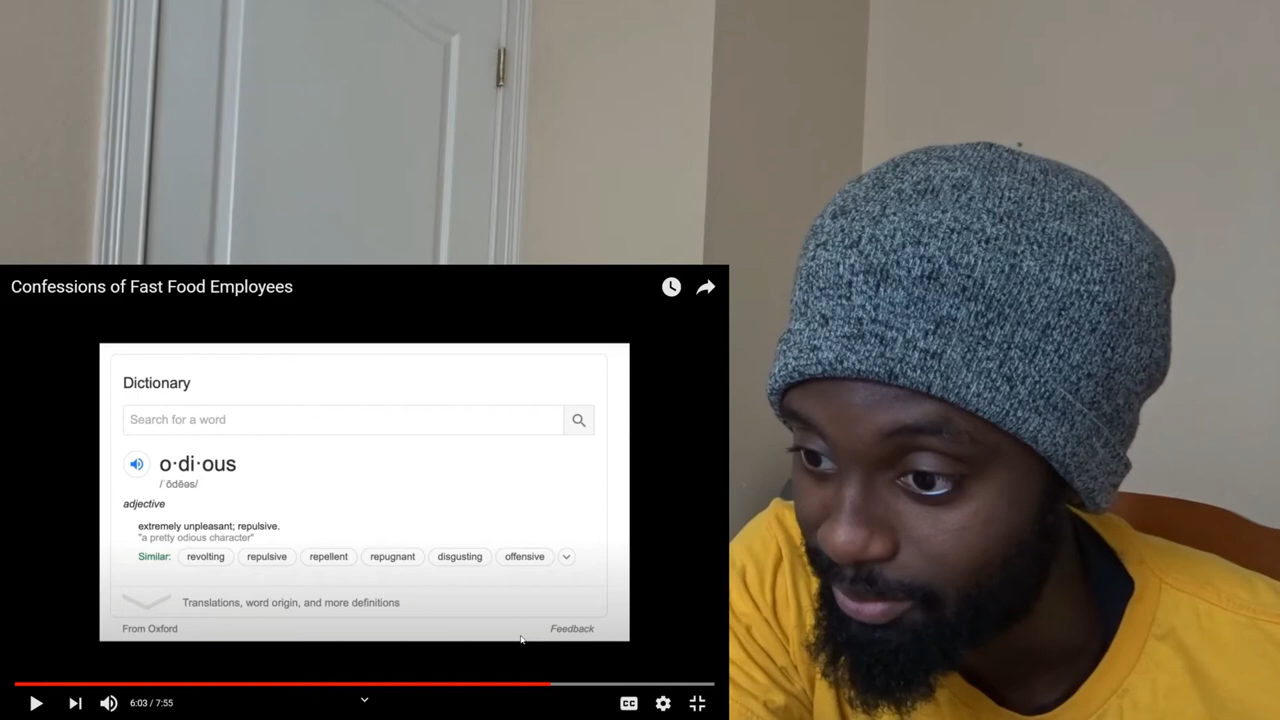 Confessions of Fast Food Employees
Dictionary
Search for a word
o·di·ous
/ˈōdēəs/
adjective
extremely unpleasant; repulsive.
"a pretty odious character"
Similar: revolting repulsive repellent repugnant disgusting offensive
Translations, word origin, and more definitions
From Oxford Feedback
6:03 / 7:55 CC